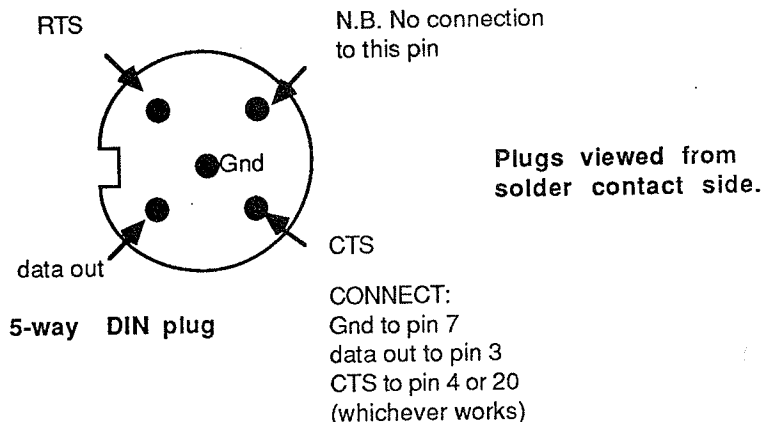 RTS
N.B. No connection
to this pin
Gnd
Plugs viewed from
solder contact side.
data out
CTS
5-way DIN plug
CONNECT:
Gnd to pin 7
data out to pin 3
CTS to pin 4 or 20
(whichever works)